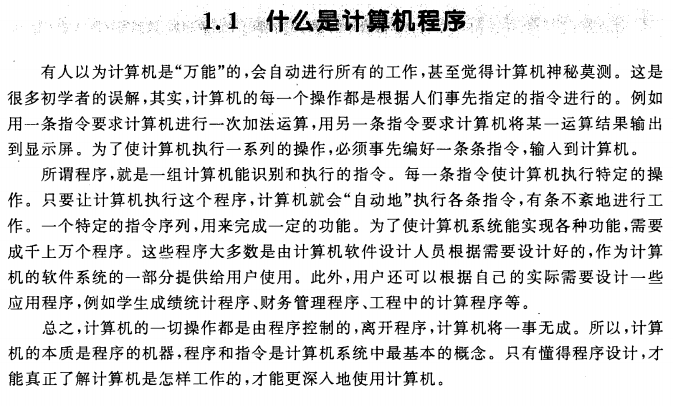 1.1 什么是计算机程序
有人以为计算机是“万能”的,会自动进行所有的工作,甚至觉得计算机神秘莫测。这是
很多初学者的误解,其实,计算机的每一个操作都是根据人们事先指定的指令进行的。例如
用一条指令要求计算机进行一次加法运算,用另一条指令要求计算机将某一运算结果输出
到显示屏。为了使计算机执行一系列的操作,必须事先编好一条条指令,输入到计算机。
所谓程序,就是一组计算机能识别和执行的指令。每一条指令使计算机执行特定的操
作。只要让计算机执行这个程序,计算机就会“自动地”执行各条指令,有条不紊地进行工
作。一个特定的指令序列,用来完成一定的功能。为了使计算机系统能实现各种功能,需要
成千上万个程序。这些程序大多数是由计算机软件设计人员根据需要设计好的,作为计算
机的软件系统的一部分提供给用户使用。此外,用户还可以根据自己的实际需要设计一些
应用程序,例如学生成绩统计程序、财务管理程序、工程中的计算程序等。
总之,计算机的一切操作都是由程序控制的,离开程序,计算机将一事无成。所以,计算
机的本质是程序的机器,程序和指令是计算机系统中最基本的概念。只有懂得程序设计,才
能真正了解计算机是怎样工作的,才能更深入地使用计算机。